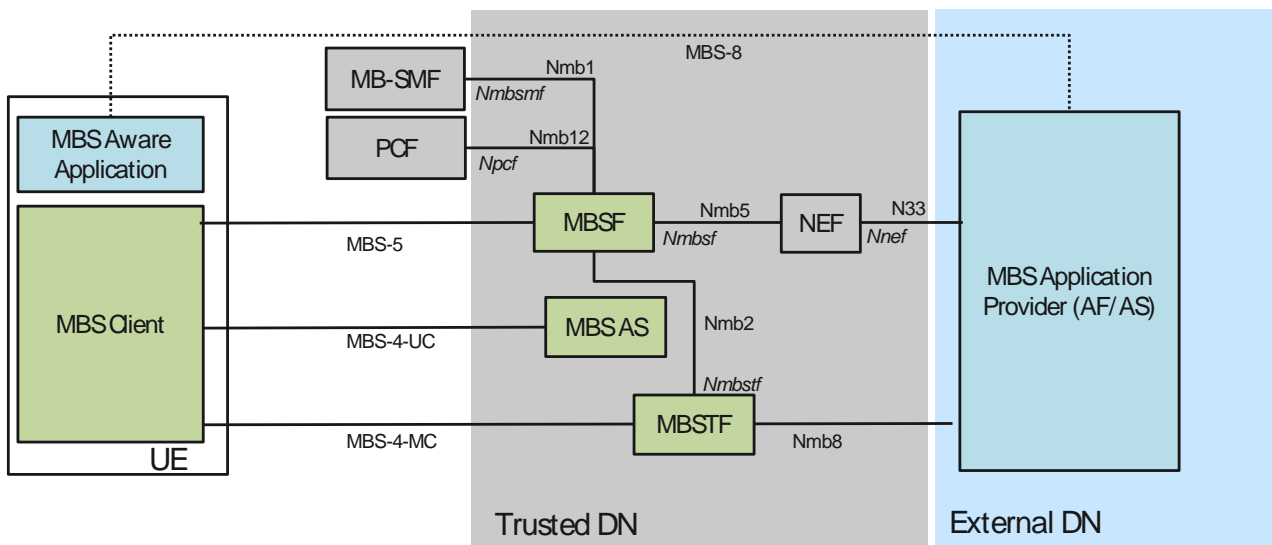 MBS-8
Nmb1
MB-SMF
Nmbsmf
MBS Aware
Application
PCF
Nmb12
Npcf
MBSF
Nmb5
Nmbsf
NEF
N33
Nnef
MBS-5
MBS Client
MBS Application
Provider (AF/AS)
MBS AS
MBS-4-UC
Nmb2
Nmbstf
MBSTF
MBS-4-MC
Nmb8
UE
Trusted DN
External DN